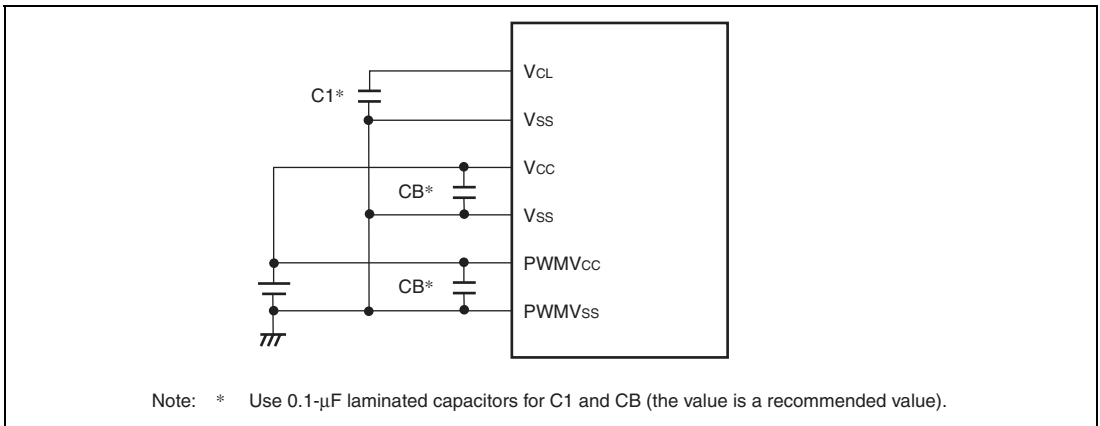 VCL
C1*
Vss
Vcc
CB*
Vss
PWMVcc
CB*
PWMVss
Note: * Use 0.1-μF laminated capacitors for C1 and CB (the value is a recommended value).